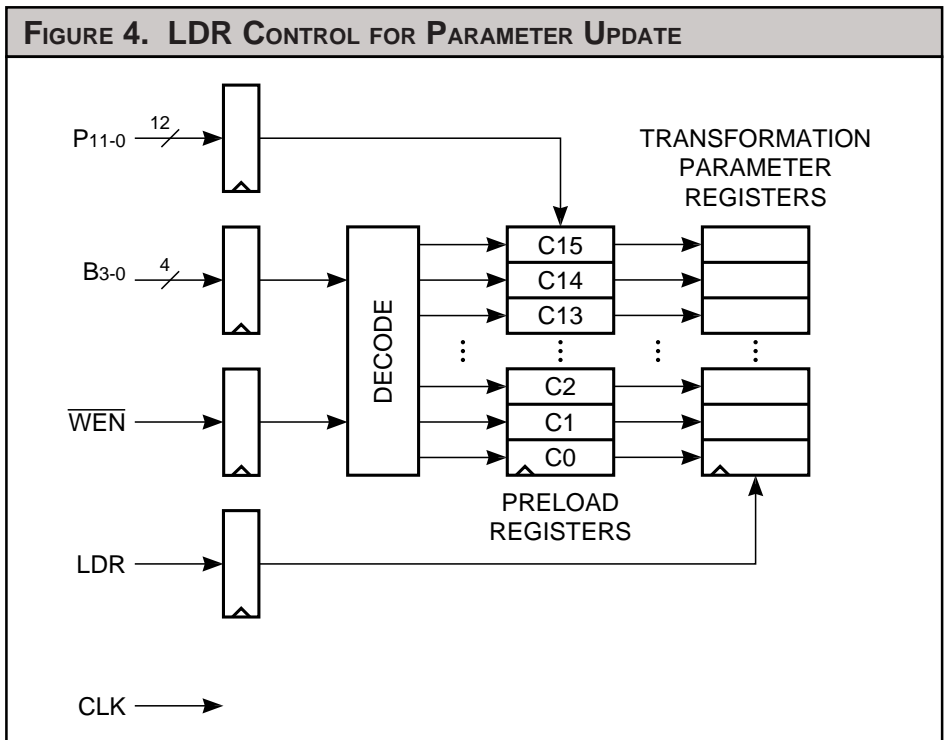 FIGURE 4. LDR CONTROL FOR PARAMETER UPDATE
P11-0
12
TRANSFORMATION
PARAMETER
REGISTERS
B3-0
4
DECODE
C15
C14
C13
C2
C1
C0
WEN
PRELOAD
REGISTERS
LDR
CLK